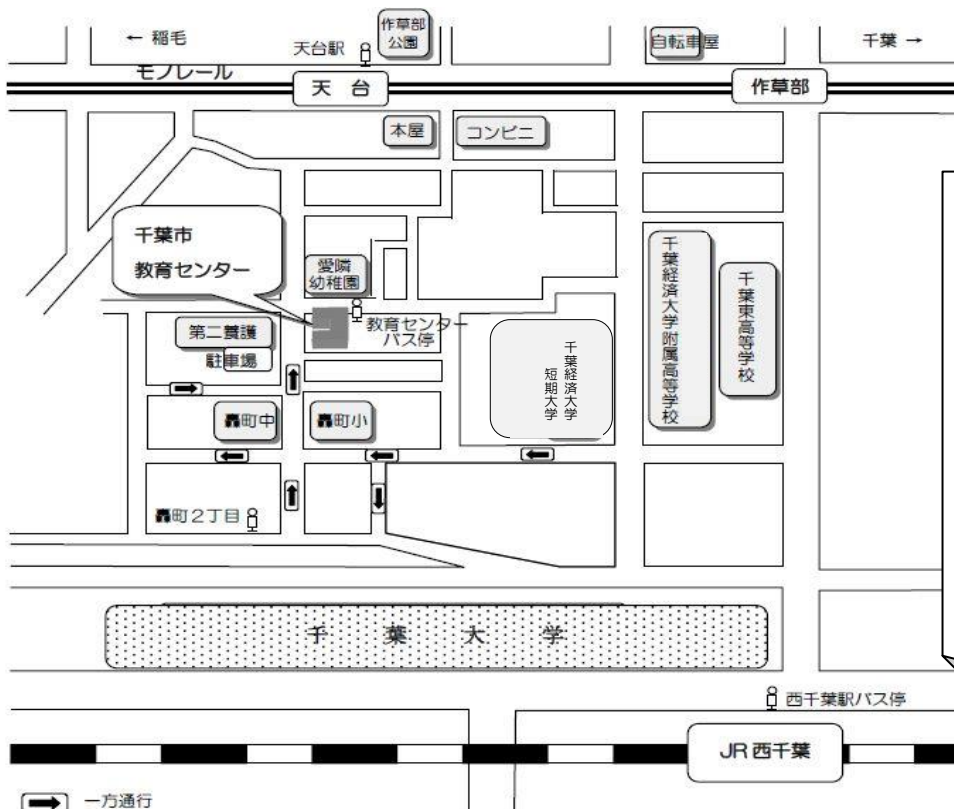 ← 稲毛
天台駅
作草部
公園
自転車屋
千葉 →
モノレール
天 台
作草部
本屋
コンビニ
千葉市
教育センター
愛隣
幼稚園
教育センター
バス停
第二養護
駐車場
千葉経済大学
短期大学
千葉経済大学附属高等学校
千葉東高等学校
轟町中
轟町小
轟町2丁目
千 葉 大 学
西千葉駅バス停
JR 西千葉
一方通行